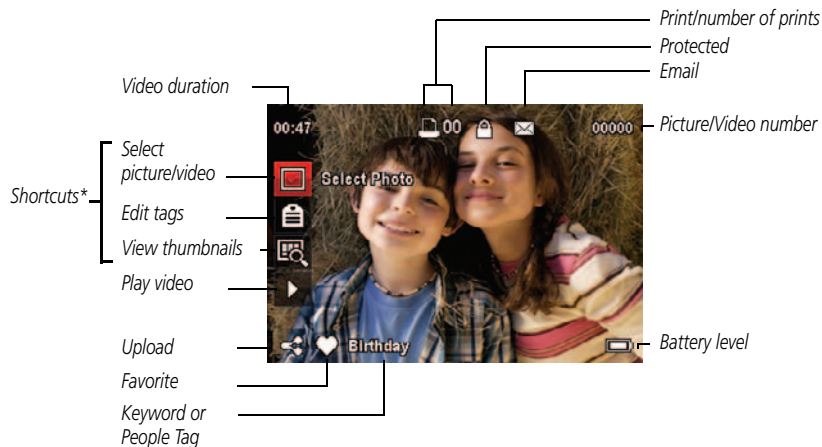 Print/number of prints
Protected
Email
Video duration
00:47
00
00000
Picture/Video number
Shortcuts*
Select
picture/video
Select Photo
Edit tags
View thumbnails
Play video
Upload
Birthday
Battery level
Favorite
Keyword or
People Tag